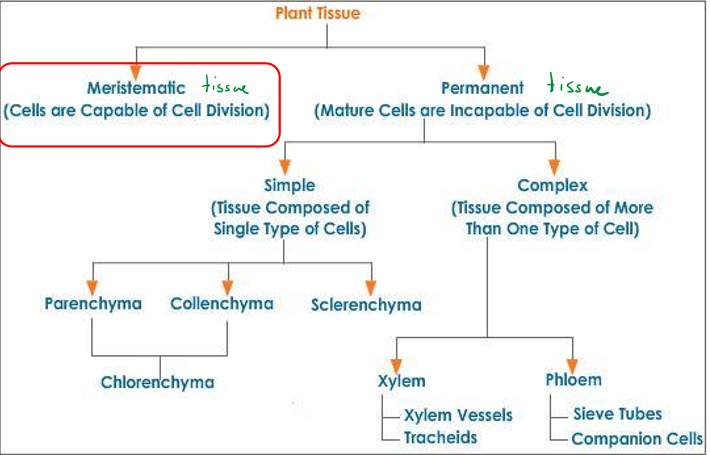 Plant Tissue
Meristematic tissue
(Cells are Capable of Cell Division)
Permanent tissue
(Mature Cells are Incapable of Cell Division)
Simple
(Tissue Composed of
Single Type of Cells)
Complex
(Tissue Composed of More
Than One Type of Cell)
Parenchyma
Collenchyma
Sclerenchyma
Chlorenchyma
Xylem
Xylem Vessels
Tracheids
Phloem
Sieve Tubes
Companion Cells